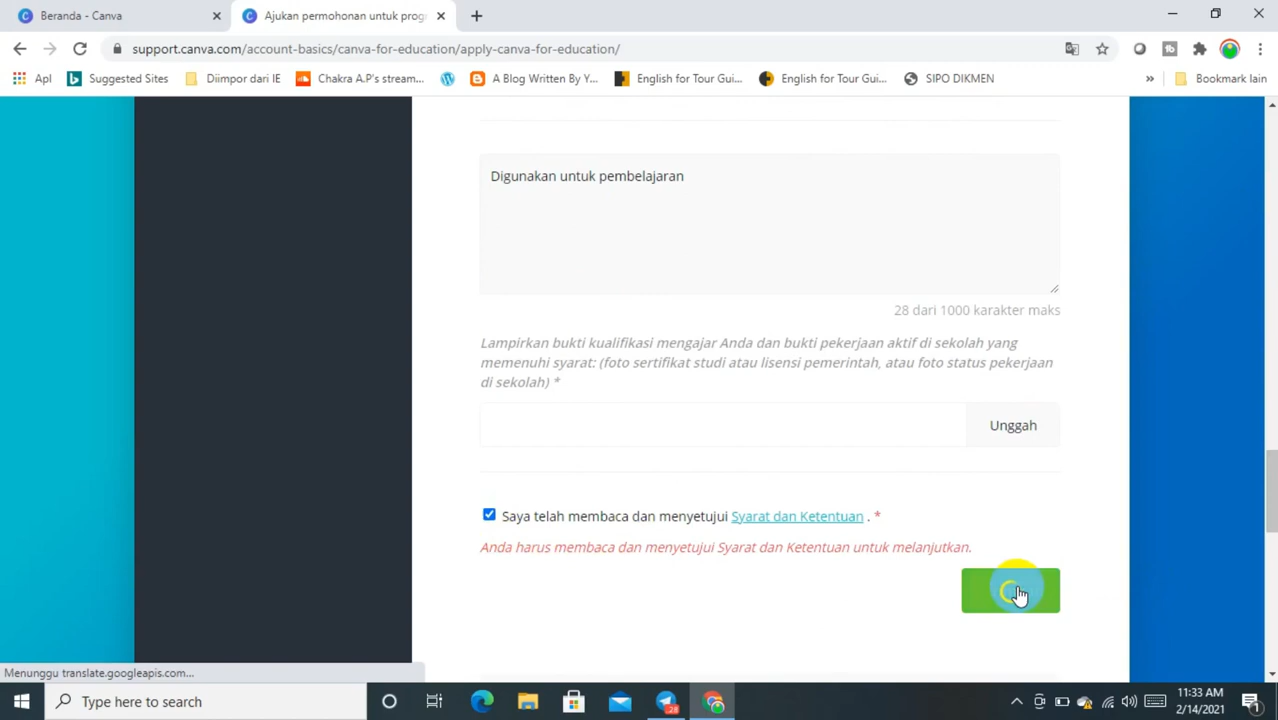 Beranda - Canva
Ajukan permohonan untuk prog
support.canva.com/account-basics/canva-for-education/apply-canva-for-education/
Apl
Suggested Sites
Diimpor dari IE
Chakra A.P's stream...
A Blog Written By Y...
English for Tour Gui...
English for Tour Gui...
SIPO DIKMEN
»
Bookmark lain
Digunakan untuk pembelajaran
28 dari 1000 karakter maks
Lampirkan bukti kualifikasi mengajar Anda dan bukti pekerjaan aktif di sekolah yang
memenuhi syarat: (foto sertifikat studi atau lisensi pemerintah, atau foto status pekerjaan
di sekolah) *
Unggah
Saya telah membaca dan menyetujui Syarat dan Ketentuan . *
Anda harus membaca dan menyetujui Syarat dan Ketentuan untuk melanjutkan.
Menunggu translate.googleapis.com...
Type here to search
28
11:33 AM
2/14/2021
1